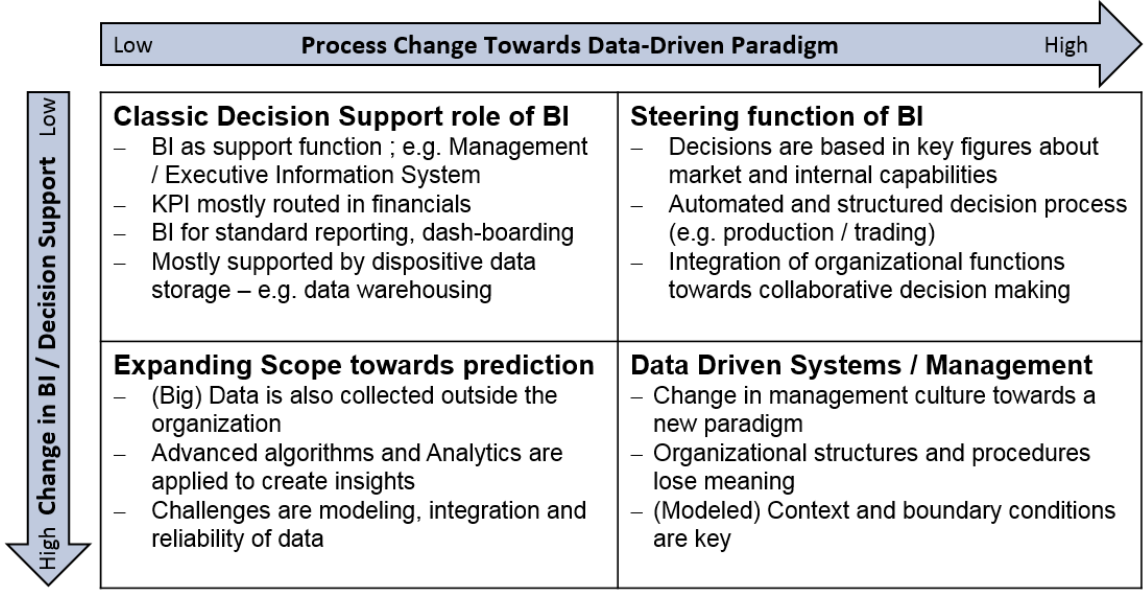 Low Process Change Towards Data-Driven Paradigm High
Low Change in BI / Decision Support High
Classic Decision Support role of BI
– BI as support function ; e.g. Management
/ Executive Information System
– KPI mostly routed in financials
– BI for standard reporting, dash-boarding
– Mostly supported by dispositive data
storage – e.g. data warehousing
Steering function of BI
– Decisions are based in key figures about
market and internal capabilities
– Automated and structured decision process
(e.g. production / trading)
– Integration of organizational functions
towards collaborative decision making
Expanding Scope towards prediction
– (Big) Data is also collected outside the
organization
– Advanced algorithms and Analytics are
applied to create insights
– Challenges are modeling, integration and
reliability of data
Data Driven Systems / Management
– Change in management culture towards a
new paradigm
– Organizational structures and procedures
lose meaning
– (Modeled) Context and boundary conditions
are key